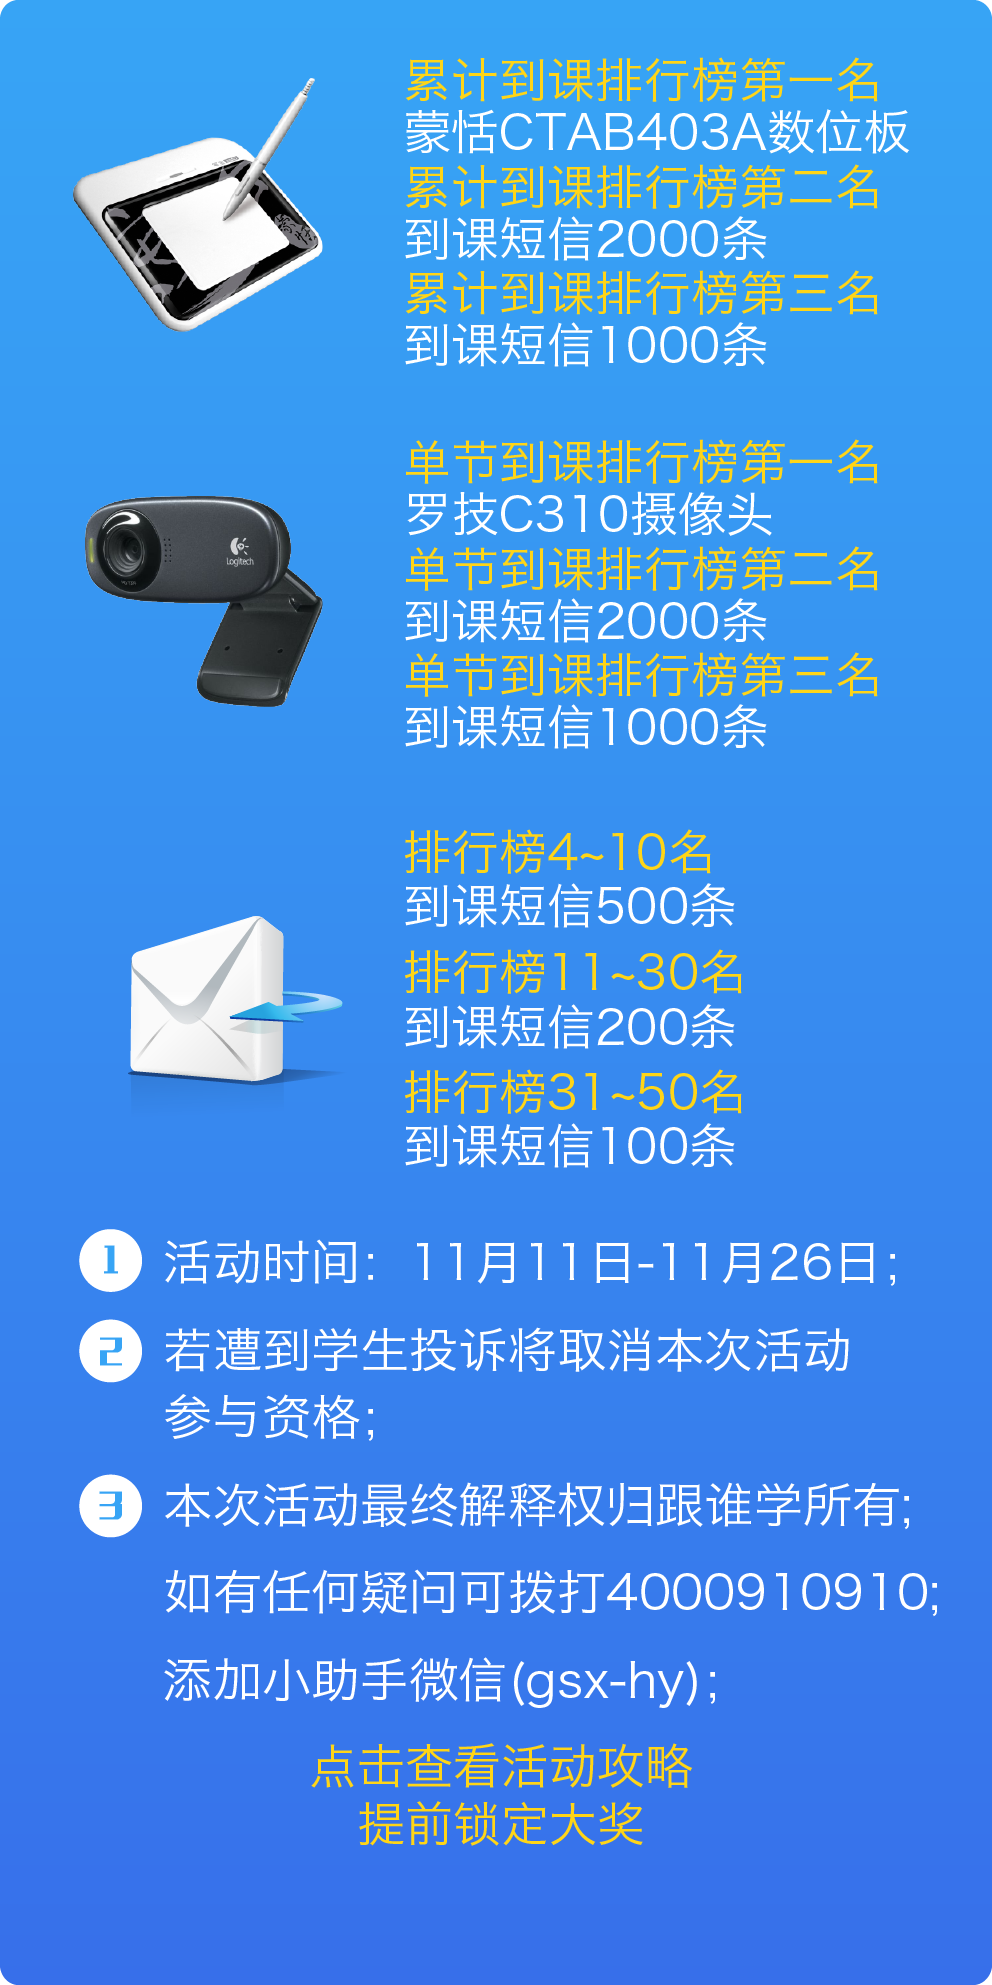 累计到课排行榜第一名
蒙恬CTAB403A数位板
累计到课排行榜第二名
到课短信2000条
累计到课排行榜第三名
到课短信1000条
单节到课排行榜第一名
罗技C310摄像头
单节到课排行榜第二名
到课短信2000条
单节到课排行榜第三名
到课短信1000条
Logitech
排行榜4~10名
到课短信500条
排行榜11~30名
到课短信200条
排行榜31~50名
到课短信100条
1 活动时间：11月11日-11月26日；
2 若遭到学生投诉将取消本次活动
参与资格；
3 本次活动最终解释权归跟谁学所有;
如有任何疑问可拨打4000910910;
添加小助手微信(gsx-hy)；
点击查看活动攻略
提前锁定大奖